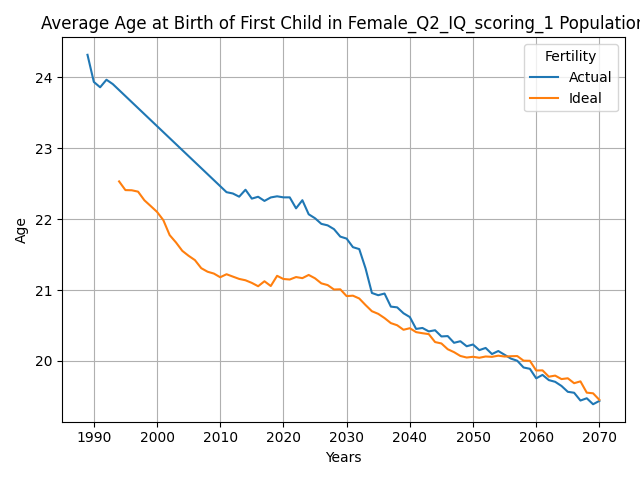 Average Age at Birth of First Child in Female_Q2_IQ_scoring_1 Population
Fertility
Actual
Ideal
Age
24
23
22
21
20
1990 2000 2010 2020 2030 2040 2050 2060 2070
Years